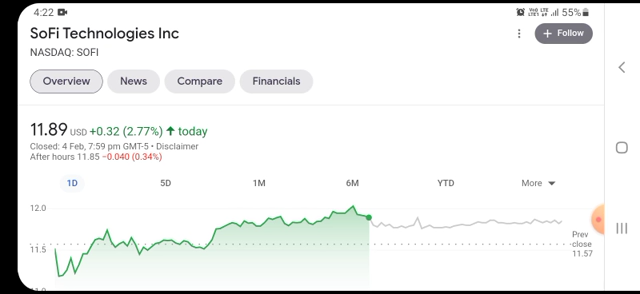 4:22
55%
SoFi Technologies Inc
NASDAQ: SOFI
+ Follow
Overview
News
Compare
Financials
11.89 USD +0.32 (2.77%) ↑ today
Closed: 4 Feb, 7:59 pm GMT-5 • Disclaimer
After hours 11.85 −0.040 (0.34%)
1D 5D 1M 6M YTD More
12.0
11.5
Prev
close
11.57